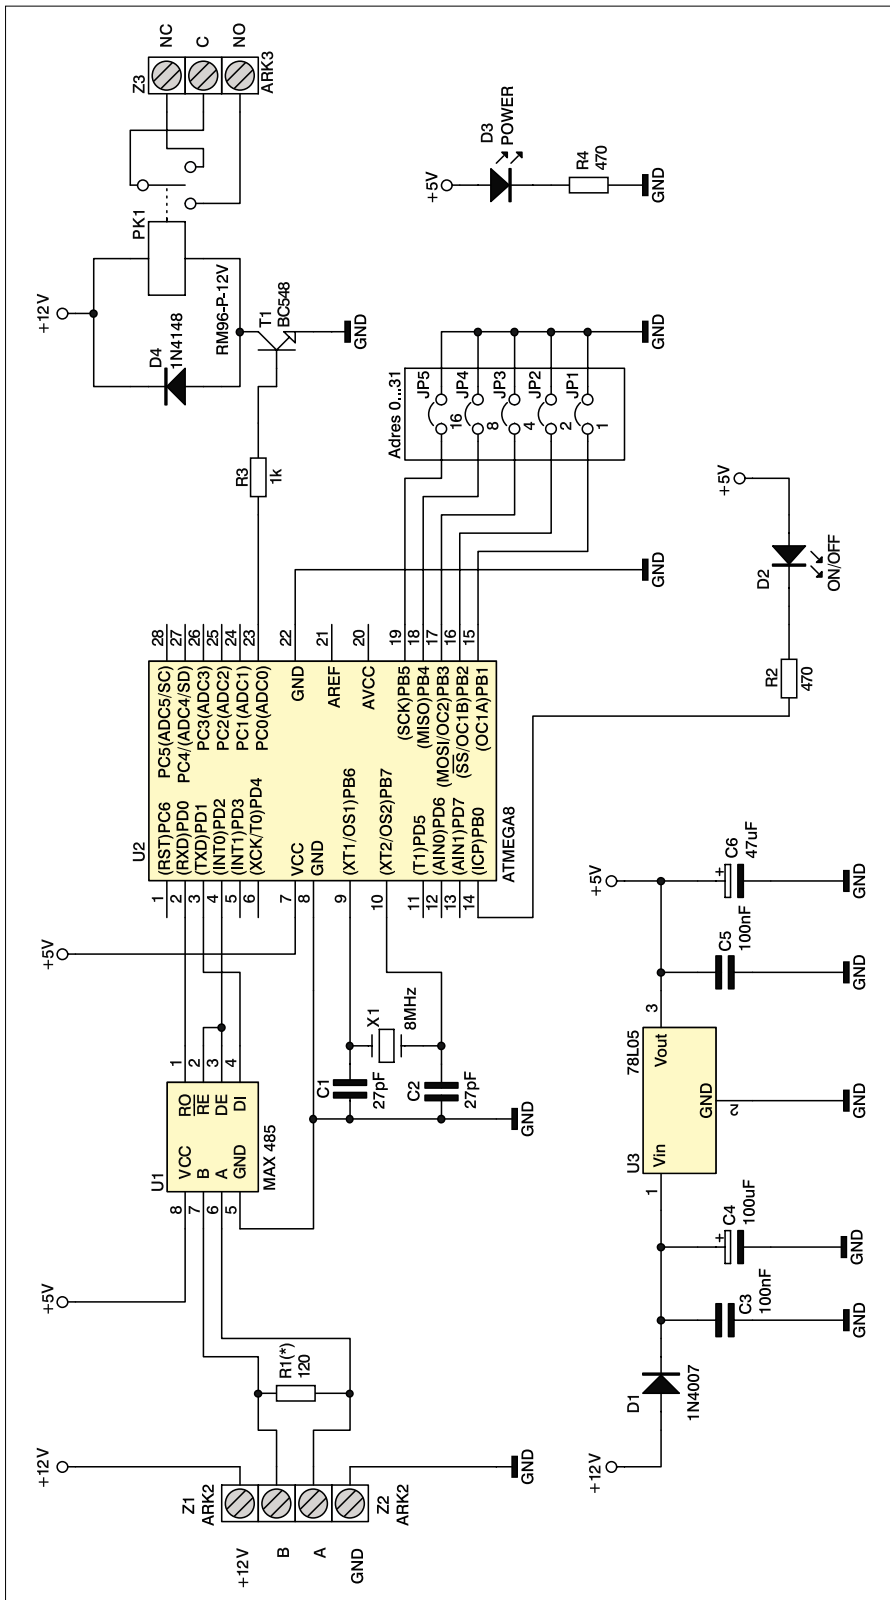 NC
C
NO
Z3
ARK3
PK1
+12V
D4
1N4148
RM96-P-12V
T1
BC548
GND
R3
1k
D3
POWER
+5V
R4
470
GND
Adres 0...31
JP5
JP4
JP3
JP2
JP1
16
8
4
2
1
GND
GND
+5V
D2
ON/OFF
R2
470
U2
ATMEGA8
28
27
26
25
24
23
22
21
20
19
18
17
16
15
PC5(ADC5/SC)
PC4/(ADC4/SD)
PC3(ADC3)
PC2(ADC2)
PC1(ADC1)
PC0(ADC0)
GND
AREF
AVCC
(SCK)PB5
(MISO)PB4
(MOSI/OC2)PB3
(SS/OC1B)PB2
(OC1A)PB1
(RST)PC6
(RXD)PD0
(TXD)PD1
(INT0)PD2
(INT1)PD3
(XCK/T0)PD4
VCC
GND
(XT1/OS1)PB6
(XT2/OS2)PB7
(T1)PD5
(AIN0)PD6
(AIN1)PD7
(ICP)PB0
1
2
3
4
5
6
7
8
9
10
11
12
13
14
+5V
X1
8MHz
C1
27pF
C2
27pF
GND
U1
MAX 485
1
2
3
4
RO
RE
DE
DI
VCC
B
A
GND
8
7
6
5
+5V
R1(*)
120
+12V
Z1
ARK2
Z2
ARK2
+12V
B
A
GND
GND
+5V
C6
47uF
GND
C5
100nF
GND
78L05
U3
3
Vout
GND
2
Vin
1
GND
C4
100uF
GND
C3
100nF
GND
D1
1N4007
+12V